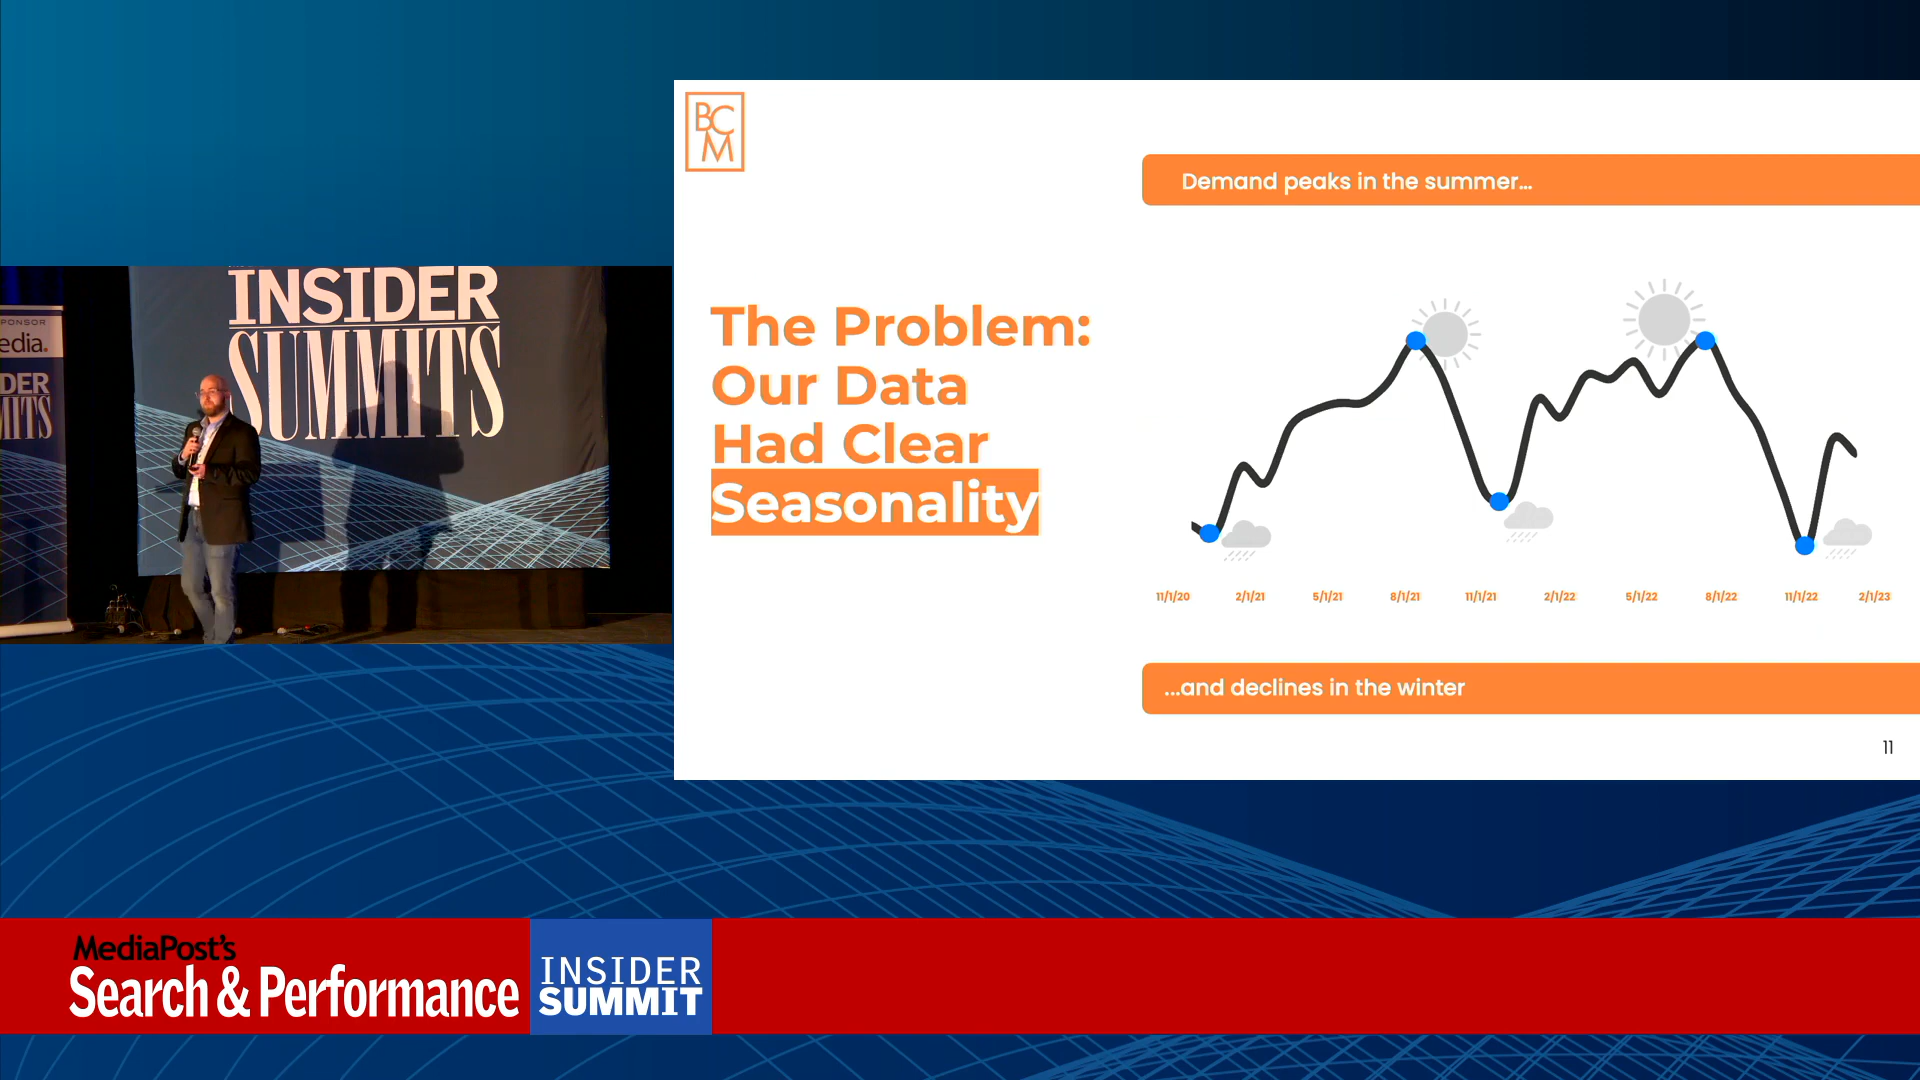 BC
M
Demand peaks in the summer...
The Problem:
Our Data
Had Clear
Seasonality
11/1/20 2/1/21 5/1/21 8/1/21 11/1/21 2/1/22 5/1/22 8/1/22 11/1/22 2/1/23
...and declines in the winter
11
INSIDER
SUMMITS
PONSOR
edia.
DER
MITS
MediaPost's
Search & Performance
INSIDER
SUMMIT